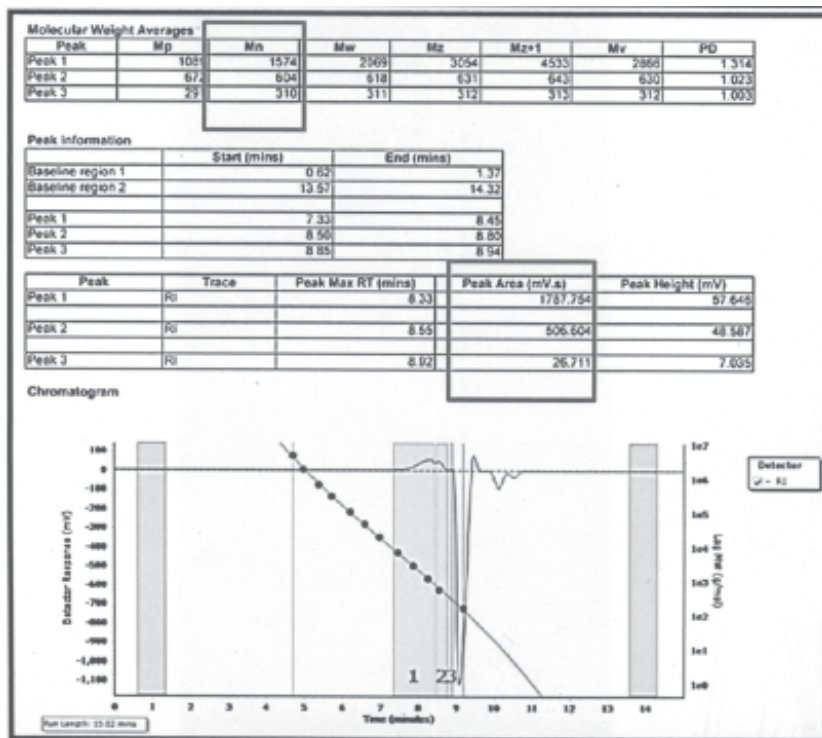 Molecular Weight Averages
Peak Mp Mn Mw Mz Mz+1 Mv PD
Peak 1 1081 1574 2069 3054 4533 2868 1.314
Peak 2 672 604 618 631 643 630 1.023
Peak 3 291 310 311 312 313 312 1.003
Peak Information
Start (mins) End (mins)
Baseline region 1 0.62 1.37
Baseline region 2 13.57 14.32
Peak 1 7.33 8.45
Peak 2 8.50 8.80
Peak 3 8.85 8.94
Peak Trace Peak Max RT (mins) Peak Area (mV.s) Peak Height (mV)
Peak 1 RI 8.33 1787.754 57.646
Peak 2 RI 8.55 506.604 48.587
Peak 3 RI 8.92 26.711 7.035
Chromatogram
100
0
-100
-200
-300
-400
-500
-600
-700
-800
-900
-1,000
-1,100
Detector Response (mV)
1 2 3
1e7
1e6
1e5
1e4
1e3
1e2
1e1
1e0
Log MW (g/mol)
Detector
RI
0 1 2 3 4 5 6 7 8 9 10 11 12 13 14
Time (minutes)
Run Length: 15.02 mins